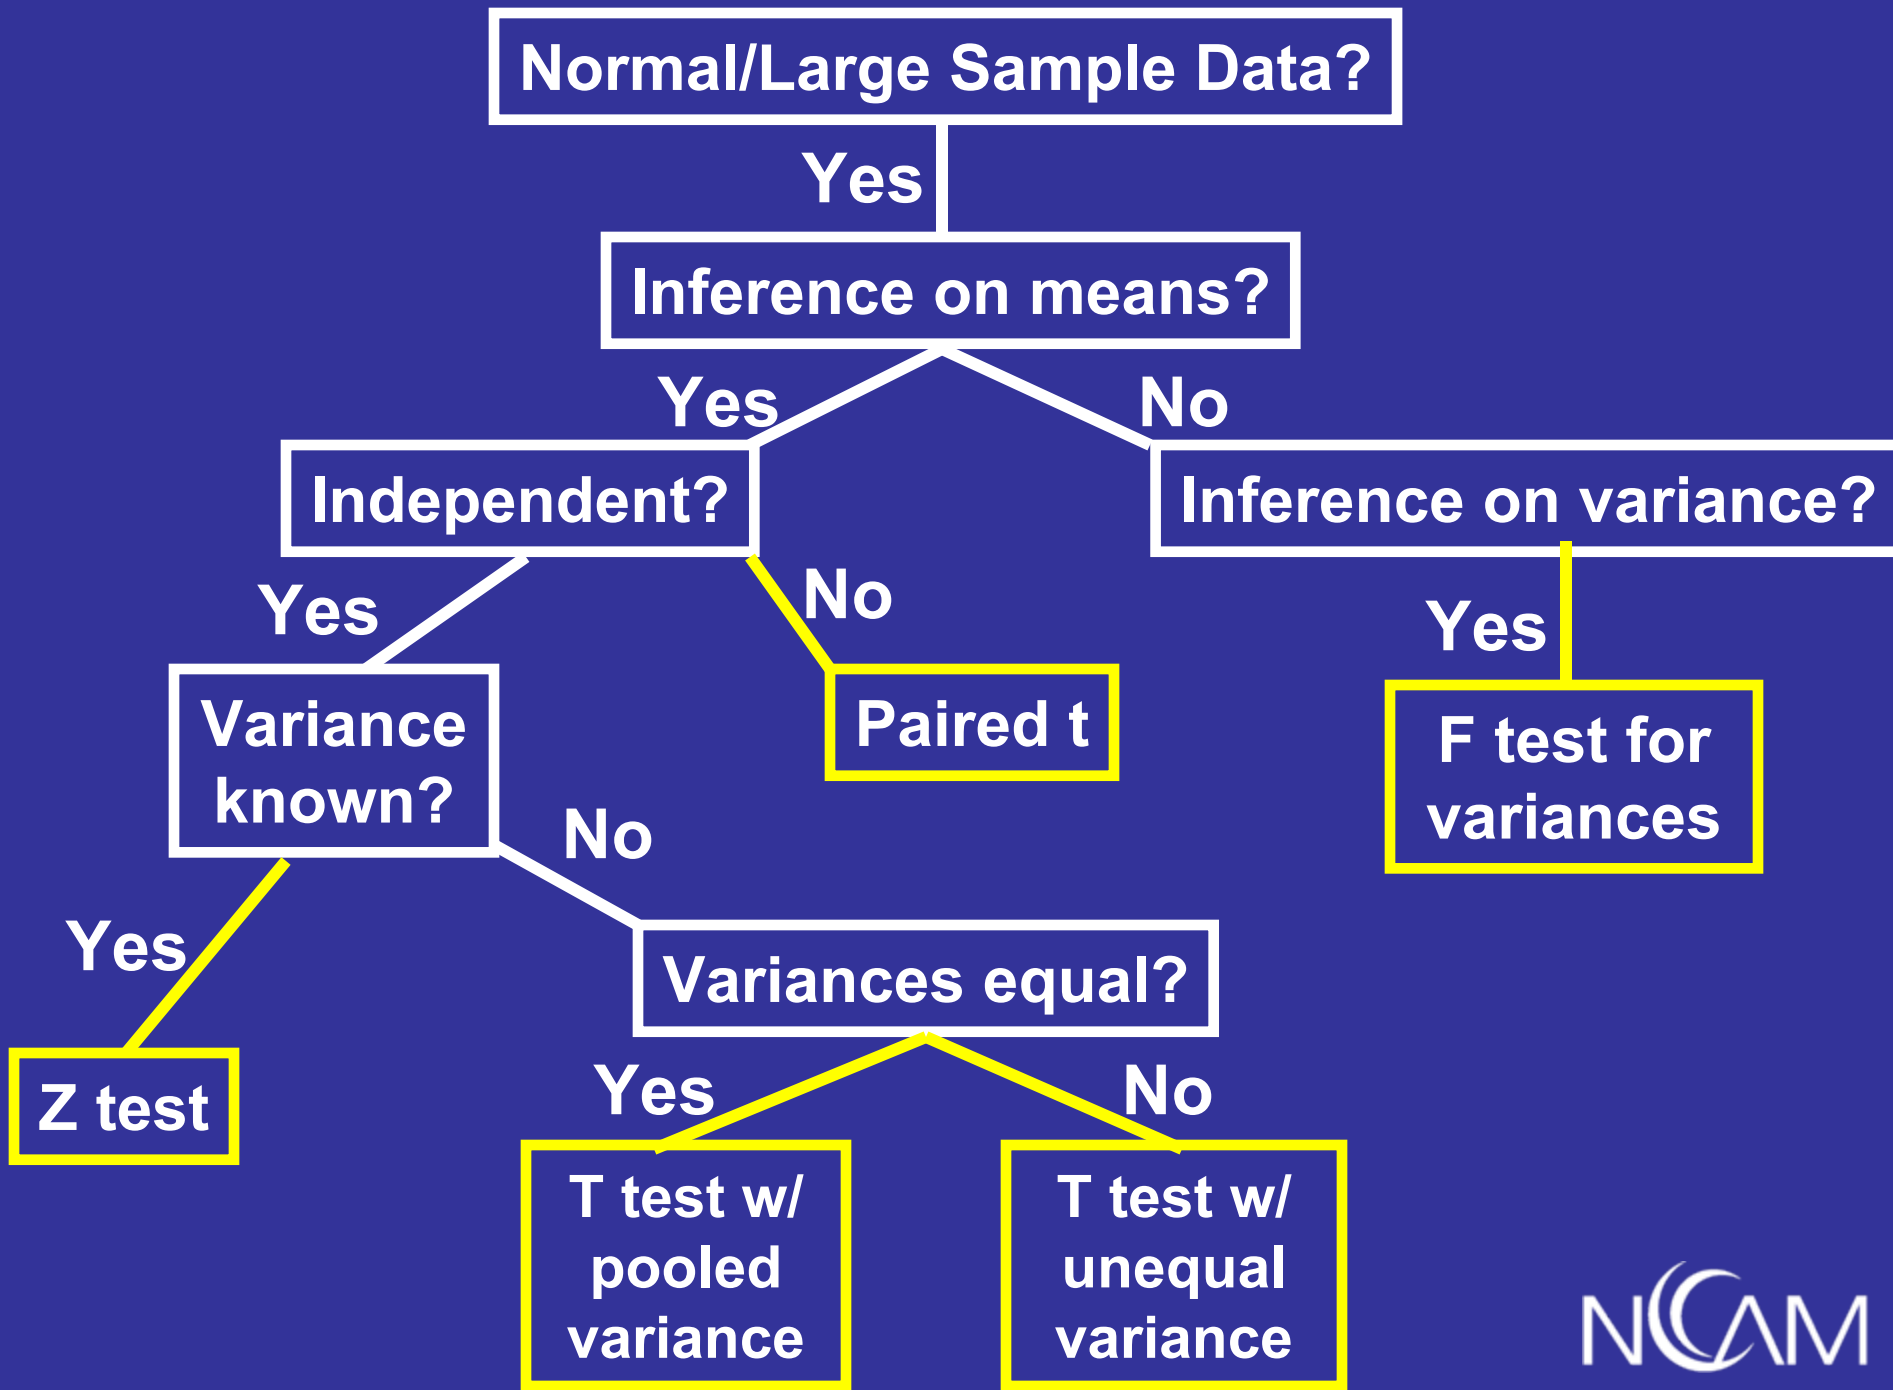 Normal/Large Sample Data?
Yes
Inference on means?
Yes
No
Independent?
Inference on variance?
Yes
No
Yes
Variance
known?
Paired t
F test for
variances
No
Yes
Variances equal?
Z test
Yes
No
T test w/
pooled
variance
T test w/
unequal
variance
NCCAM